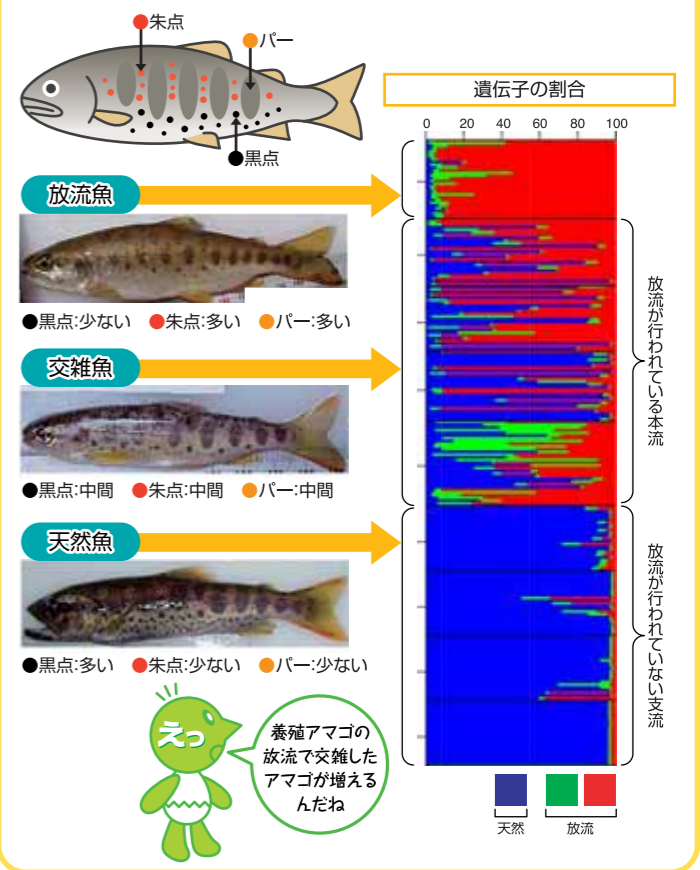 朱点
パー
黒点
遺伝子の割合
0 20 40 60 80 100
放流魚
●黒点:少ない ●朱点:多い ●パー:多い
交雑魚
●黒点:中間 ●朱点:中間 ●パー:中間
天然魚
●黒点:多い ●朱点:少ない ●パー:少ない
放流が行われている本流
放流が行われていない支流
えっ
養殖アマゴの
放流で交雑した
アマゴが増える
んだね
天然
放流